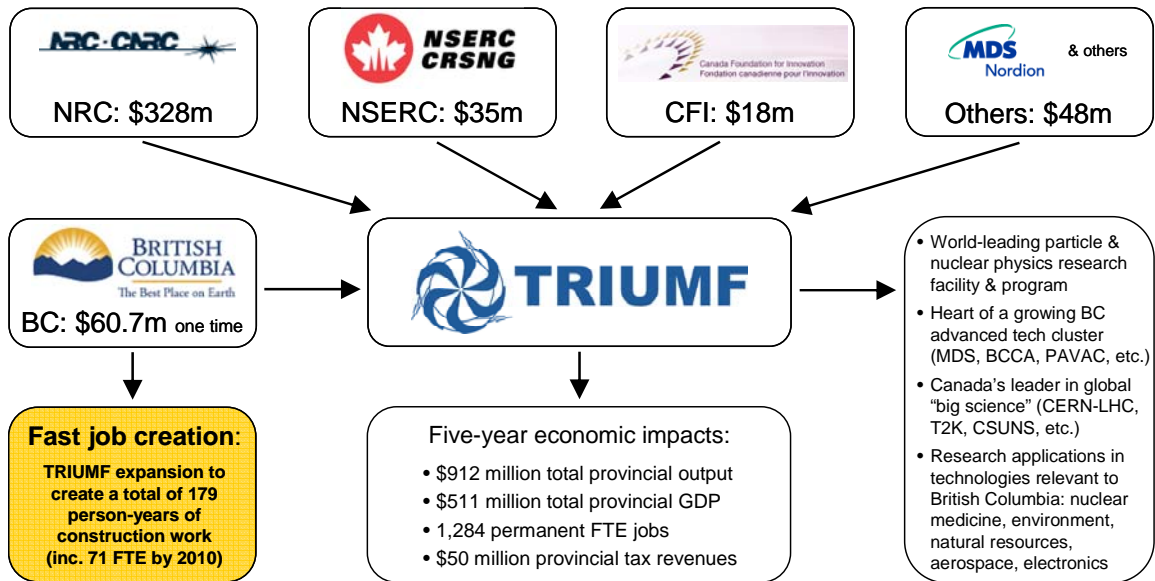 NRC·CNRC
NRC: $328m
NSERC
CRSNG
NSERC: $35m
Canada Foundation for Innovation
Fondation canadienne pour l'innovation
CFI: $18m
MDS
Nordion
& others
Others: $48m
BRITISH
COLUMBIA
The Best Place on Earth
BC: $60.7m one time
TRIUMF
• World-leading particle &
nuclear physics research
facility & program
• Heart of a growing BC
advanced tech cluster
(MDS, BCCA, PAVAC, etc.)
• Canada's leader in global
“big science” (CERN-LHC,
T2K, CSUNS, etc.)
• Research applications in
technologies relevant to
British Columbia: nuclear
medicine, environment,
natural resources,
aerospace, electronics
Fast job creation:
TRIUMF expansion to
create a total of 179
person-years of
construction work
(inc. 71 FTE by 2010)
Five-year economic impacts:
• $912 million total provincial output
• $511 million total provincial GDP
• 1,284 permanent FTE jobs
• $50 million provincial tax revenues